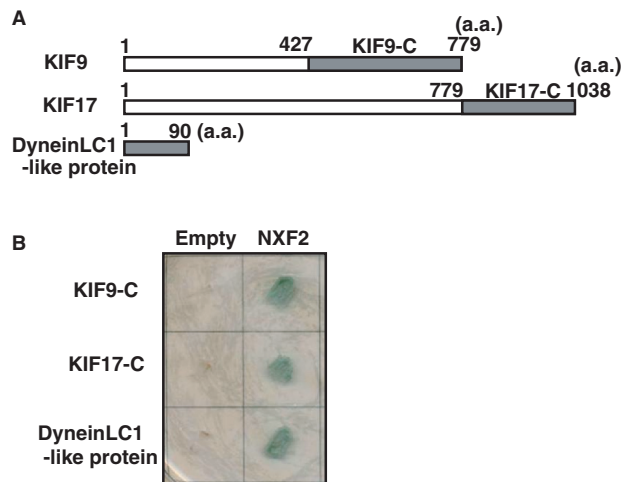 A
(a.a.)
1 427 KIF9-C 779
KIF9
(a.a.)
1 779 KIF17-C 1038
KIF17
1 90 (a.a.)
DyneinLC1
-like protein
B
Empty NXF2
KIF9-C
KIF17-C
DyneinLC1
-like protein